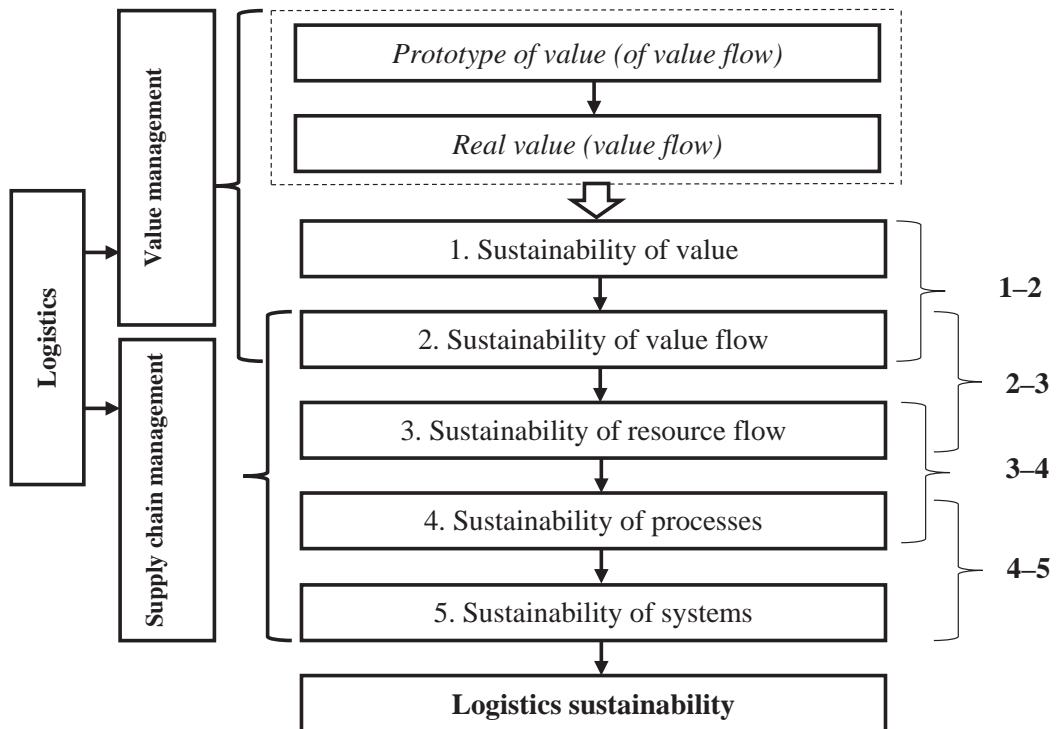 Logistics
Value management
Supply chain management
Prototype of value (of value flow)
Real value (value flow)
1. Sustainability of value
2. Sustainability of value flow
3. Sustainability of resource flow
4. Sustainability of processes
5. Sustainability of systems
Logistics sustainability
1–2
2–3
3–4
4–5